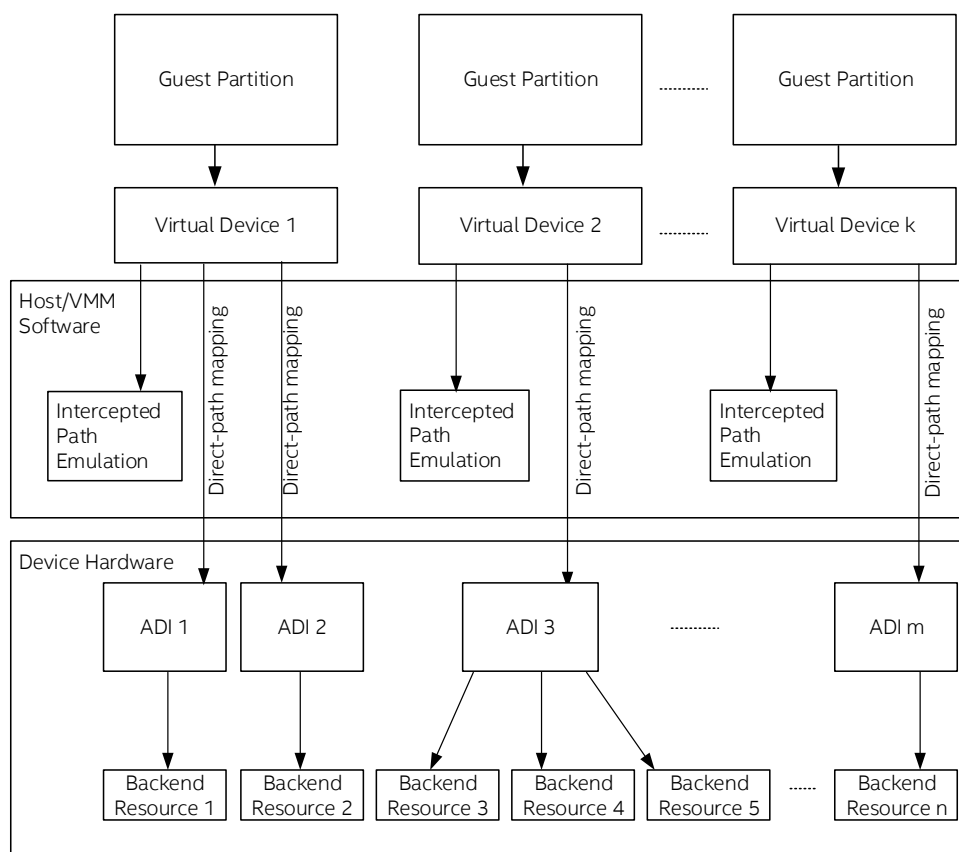 Guest Partition
Guest Partition
Guest Partition
Virtual Device 1
Virtual Device 2
Virtual Device k
Host/VMM
Software
Direct-path mapping
Direct-path mapping
Direct-path mapping
Direct-path mapping
Intercepted
Path
Emulation
Intercepted
Path
Emulation
Intercepted
Path
Emulation
Device Hardware
ADI 1
ADI 2
ADI 3
ADI m
Backend
Resource 1
Backend
Resource 2
Backend
Resource 3
Backend
Resource 4
Backend
Resource 5
Backend
Resource n